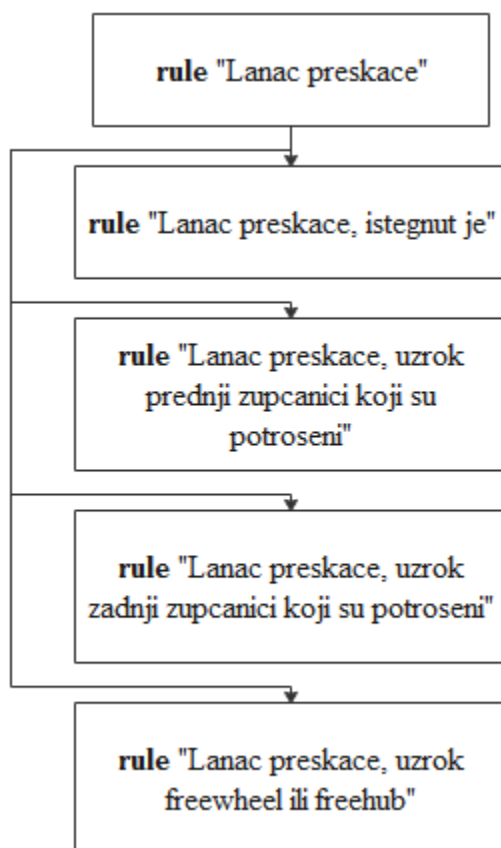 rule "Lanac preskace"
rule "Lanac preskace, istegnut je"
rule "Lanac preskace, uzrok
prednji zupcanici koji su
potroseni"
rule "Lanac preskace, uzrok
zadnji zupcanici koji su potroseni"
rule "Lanac preskace, uzrok
freewheel ili freehub"